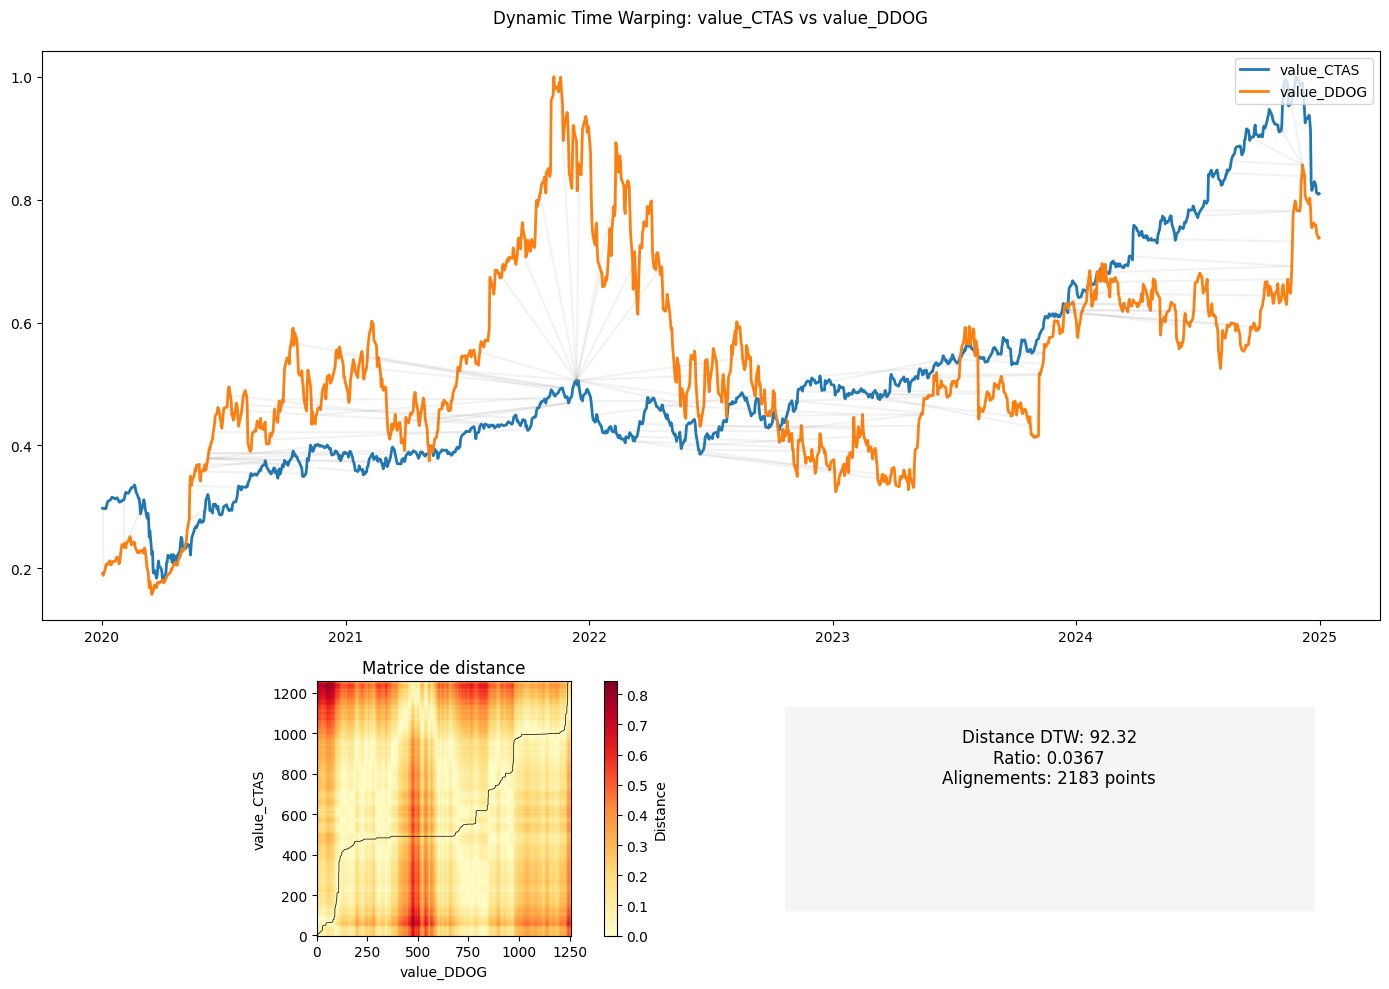 Dynamic Time Warping: value_CTAS vs value_DDOG
value_CTAS
value_DDOG
1.0
0.8
0.6
0.4
0.2
2020 2021 2022 2023 2024 2025
Matrice de distance
value_CTAS
1200
1000
800
600
400
200
0
0 250 500 750 1000 1250
value_DDOG
0.8
0.7
0.6
0.5
0.4
0.3
0.2
0.1
0.0
Distance
Distance DTW: 92.32
Ratio: 0.0367
Alignements: 2183 points